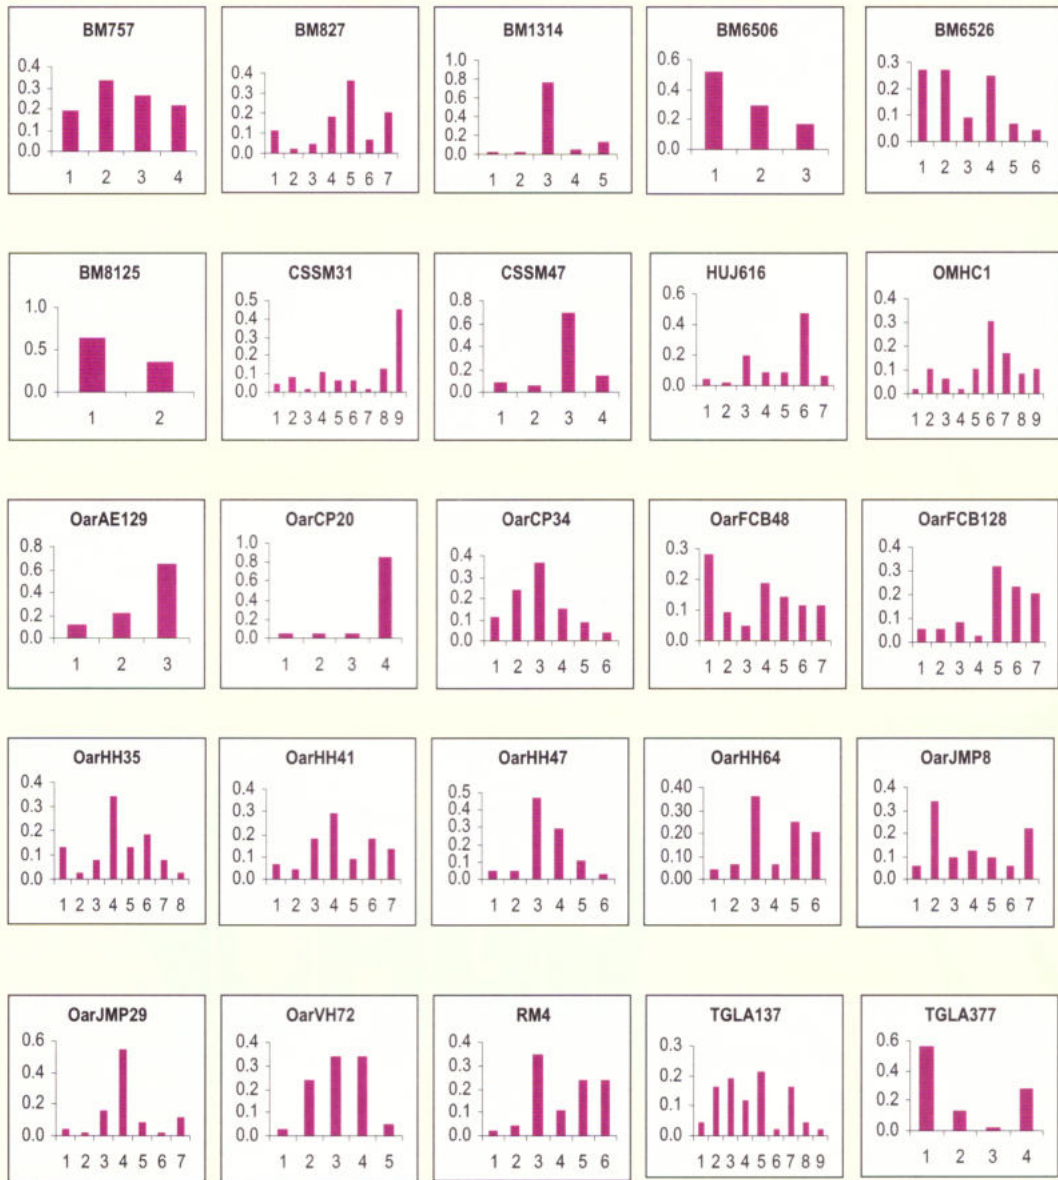 BM757
0.4
0.3
0.2
0.1
0.0
1 2 3 4
BM827
0.4
0.3
0.2
0.1
0.0
1 2 3 4 5 6 7
BM1314
1.0
0.8
0.6
0.4
0.2
0.0
1 2 3 4 5
BM6506
0.6
0.4
0.2
0.0
1 2 3
BM6526
0.3
0.2
0.1
0.0
1 2 3 4 5 6
BM8125
1.0
0.5
0.0
1 2
CSSM31
0.5
0.4
0.3
0.2
0.1
0.0
1 2 3 4 5 6 7 8 9
CSSM47
0.8
0.6
0.4
0.2
0.0
1 2 3 4
HUJ616
0.6
0.4
0.2
0.0
1 2 3 4 5 6 7
OMHC1
0.4
0.3
0.2
0.1
0.0
1 2 3 4 5 6 7 8 9
OarAE129
0.8
0.6
0.4
0.2
0.0
1 2 3
OarCP20
1.0
0.8
0.6
0.4
0.2
0.0
1 2 3 4
OarCP34
0.4
0.3
0.2
0.1
0.0
1 2 3 4 5 6
OarFCB48
0.3
0.2
0.1
0.0
1 2 3 4 5 6 7
OarFCB128
0.4
0.3
0.2
0.1
0.0
1 2 3 4 5 6 7
OarHH35
0.4
0.3
0.2
0.1
0.0
1 2 3 4 5 6 7 8
OarHH41
0.4
0.3
0.2
0.1
0.0
1 2 3 4 5 6 7
OarHH47
0.5
0.4
0.3
0.2
0.1
0.0
1 2 3 4 5 6
OarHH64
0.40
0.30
0.20
0.10
0.00
1 2 3 4 5 6
OarJMP8
0.4
0.3
0.2
0.1
0.0
1 2 3 4 5 6 7
OarJMP29
0.6
0.4
0.2
0.0
1 2 3 4 5 6 7
OarVH72
0.4
0.3
0.2
0.1
0.0
1 2 3 4 5
RM4
0.4
0.3
0.2
0.1
0.0
1 2 3 4 5 6
TGLA137
0.3
0.2
0.1
0.0
1 2 3 4 5 6 7 8 9
TGLA377
0.6
0.4
0.2
0.0
1 2 3 4